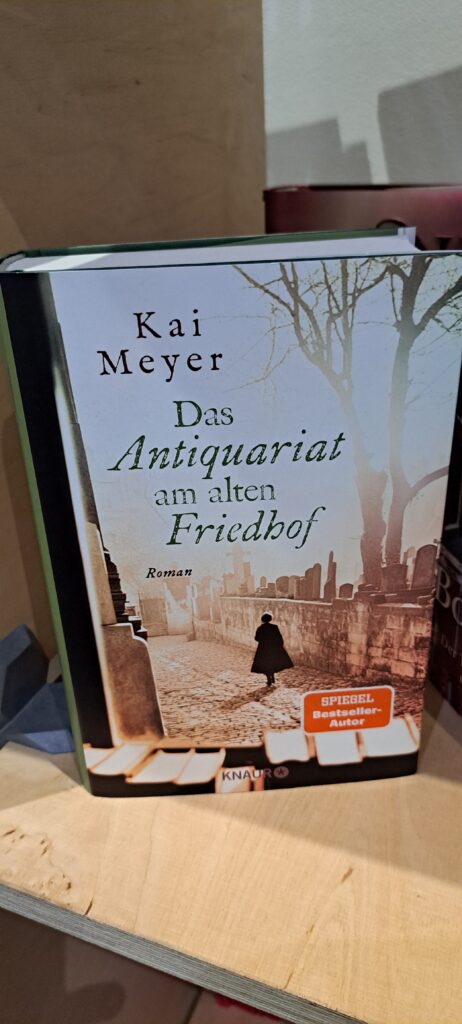 Kai
Meyer
Das
Antiquariat
am alten
Friedhof
Roman
SPIEGEL
Bestseller-
Autor
KNAUR